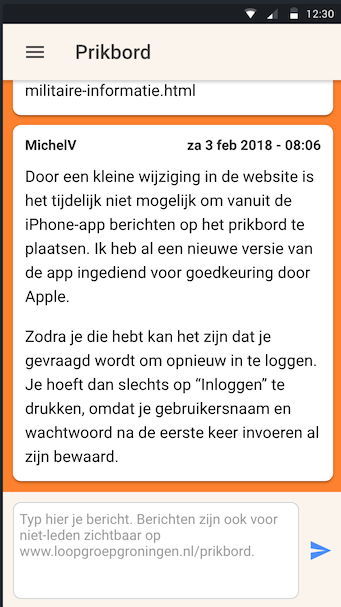 12:30
Prikbord
militaire-informatie.html
MichelV za 3 feb 2018 - 08:06
Door een kleine wijziging in de website is
het tijdelijk niet mogelijk om vanuit de
iPhone-app berichten op het prikbord te
plaatsen. Ik heb al een nieuwe versie van
de app ingediend voor goedkeuring door
Apple.
Zodra je die hebt kan het zijn dat je
gevraagd wordt om opnieuw in te loggen.
Je hoeft dan slechts op “Inloggen” te
drukken, omdat je gebruikersnaam en
wachtwoord na de eerste keer invoeren al
zijn bewaard.
Typ hier je bericht. Berichten zijn ook voor
niet-leden zichtbaar op
www.loopgroepgroningen.nl/prikbord.